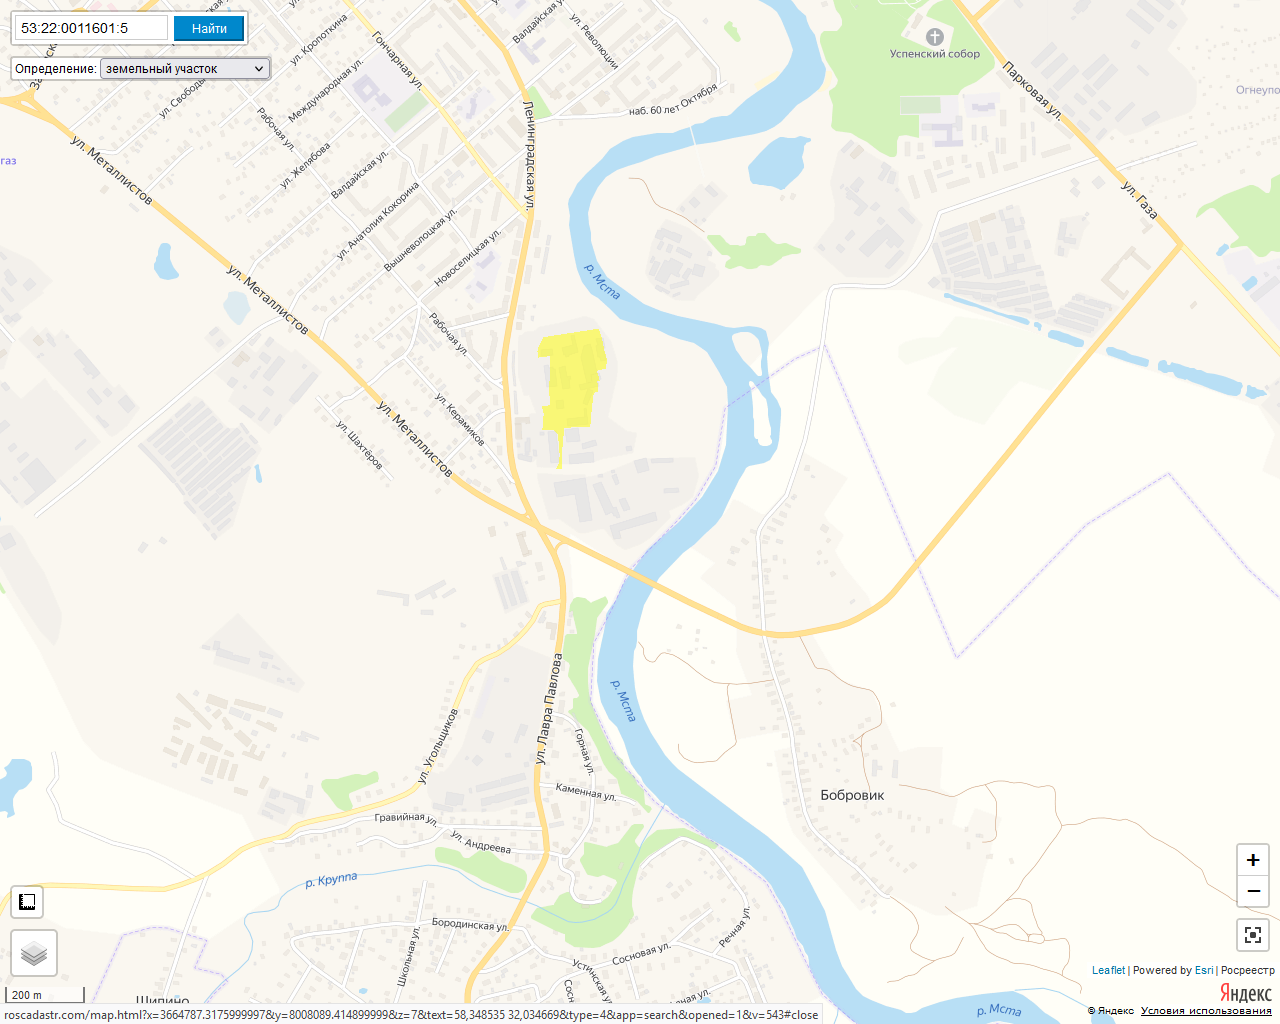 53:22:0011601:5
Найти
Определение:
земельный участок
ул. Кропоткина
Гончарная ул.
Валдайская ул.
ул. Революции
Успенский собор
Парковая ул.
Огнеупо
ул. Свободы
Международная ул.
Рабочая ул.
наб. 60 лет Октября
Ленинградская ул.
газ
ул. Металлистов
ул. Желябова
Валдайская ул.
ул. Анатолия Кокорина
Вышневолоцкая ул.
Новоселицкая ул.
ул. Газа
ул. Металлистов
р. Мста
Рабочая ул.
ул. Керамиков
ул. Металлистов
ул. Шахтёров
ул. Лавра Павлова
р. Мста
ул. Угольщиков
Горная ул.
Каменная ул.
Бобровик
Гравийная ул.
ул. Андреева
р. Круппа
Бородинская ул.
Школьная ул.
Речная ул.
Сосновая ул.
Устинская ул.
Сосн
Шипино
р. Мста
+
−
200 m
Leaflet | Powered by Esri | Росреестр
Яндекс
© Яндекс Условия использования
roscadastr.com/map.html?x=3664787.3175999997&y=8008089.414899999&z=7&text=58,348535 32,034669&type=4&app=search&opened=1&v=543#close